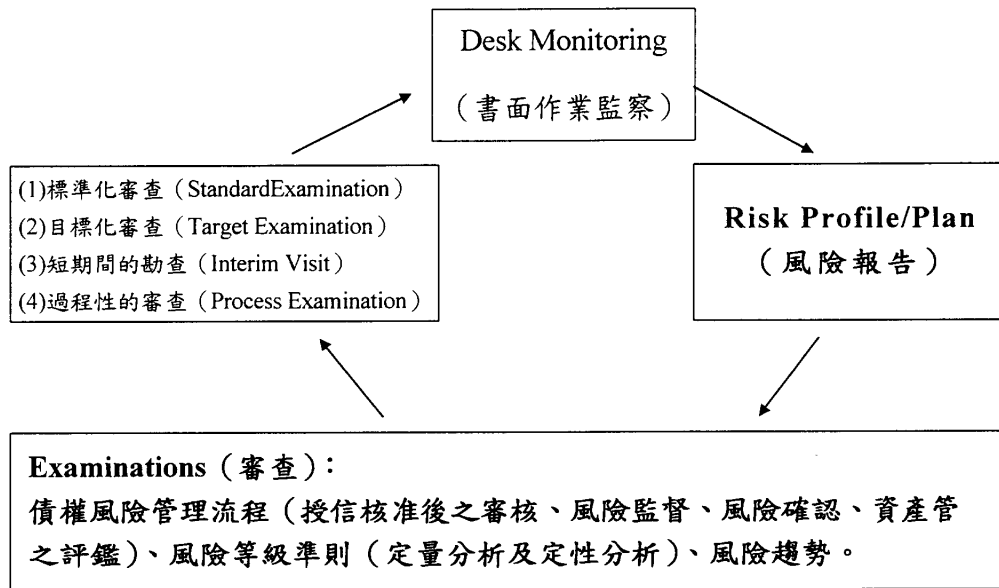 Desk Monitoring
（書面作業監察）
(1)標準化審查（StandardExamination）
(2)目標化審查（Target Examination）
(3)短期間的勘查（Interim Visit）
(4)過程性的審查（Process Examination）
Risk Profile/Plan
（風險報告）
Examinations（審查）：
債權風險管理流程（授信核准後之審核、風險監督、風險確認、資產管
之評鑑）、風險等級準則（定量分析及定性分析）、風險趨勢。